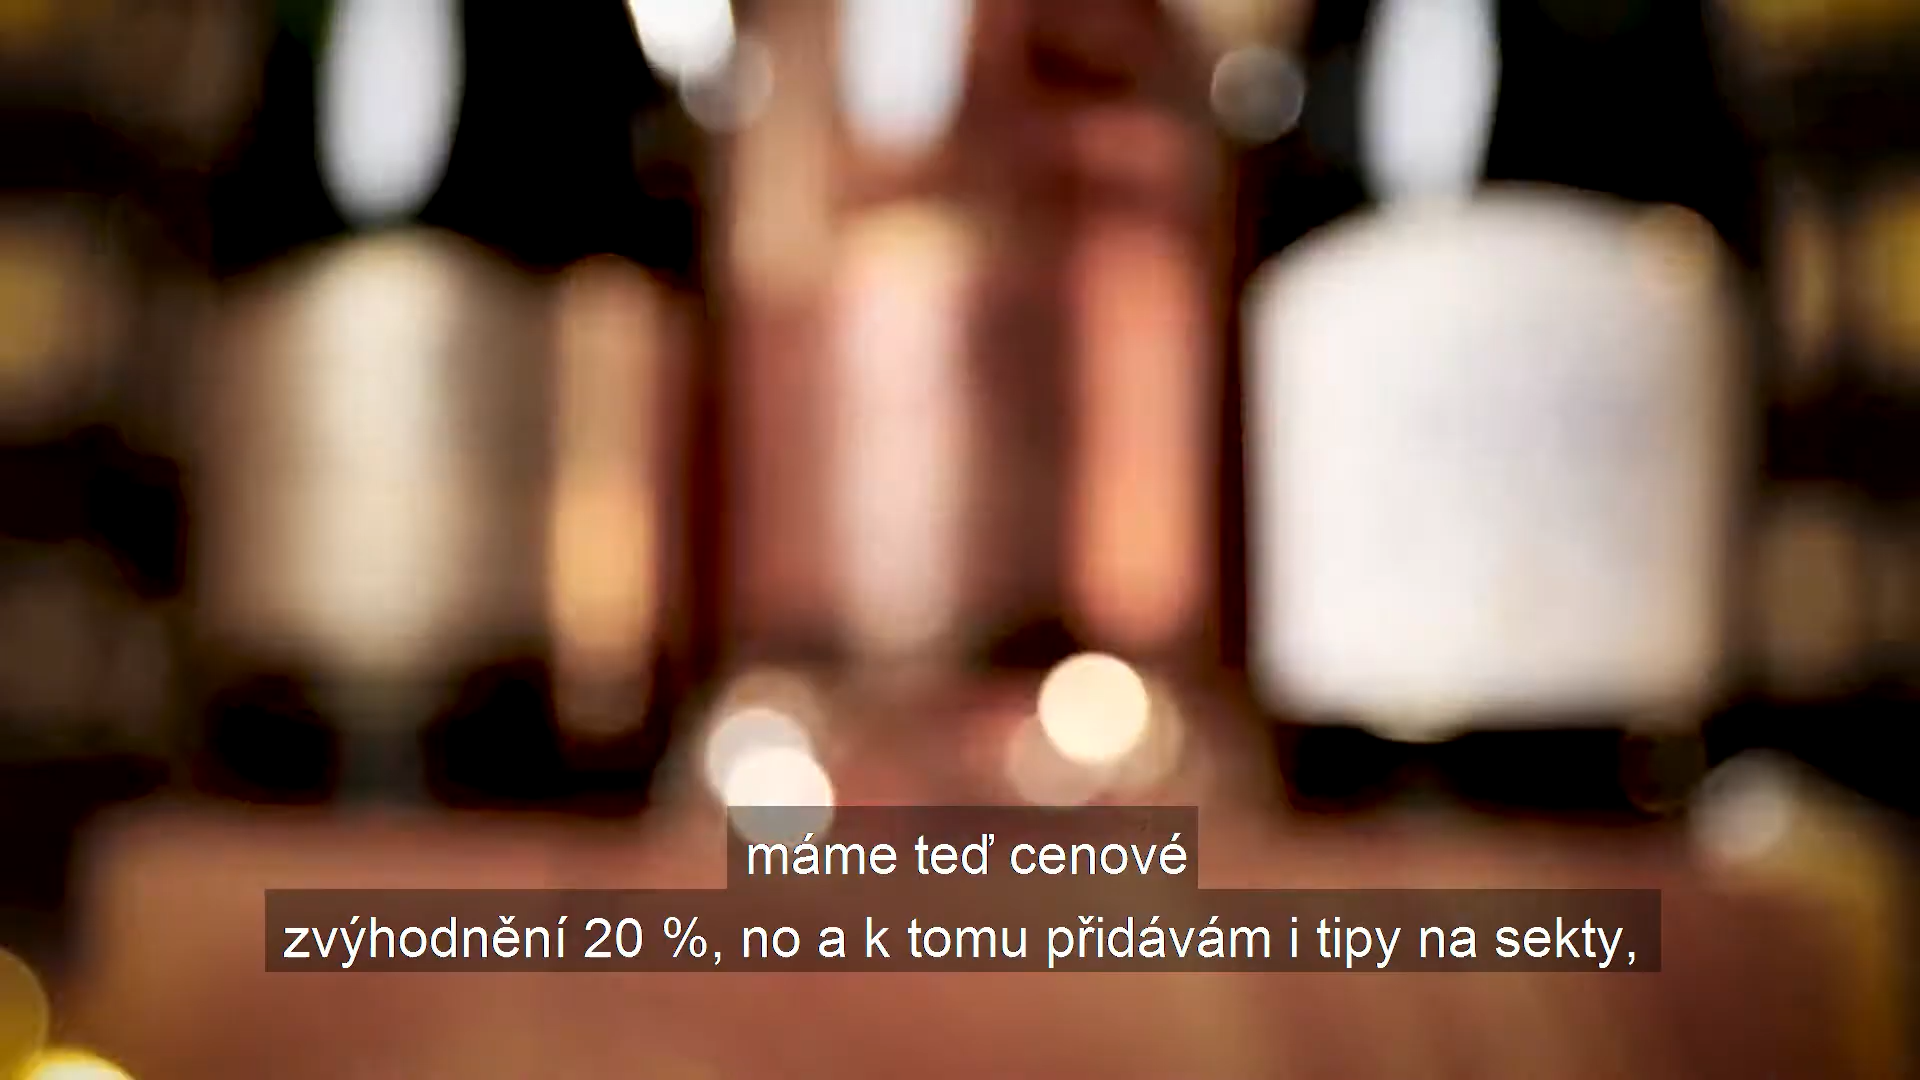 máme teď cenové
zvýhodnění 20 %, no a k tomu přidávám i tipy na sekty,